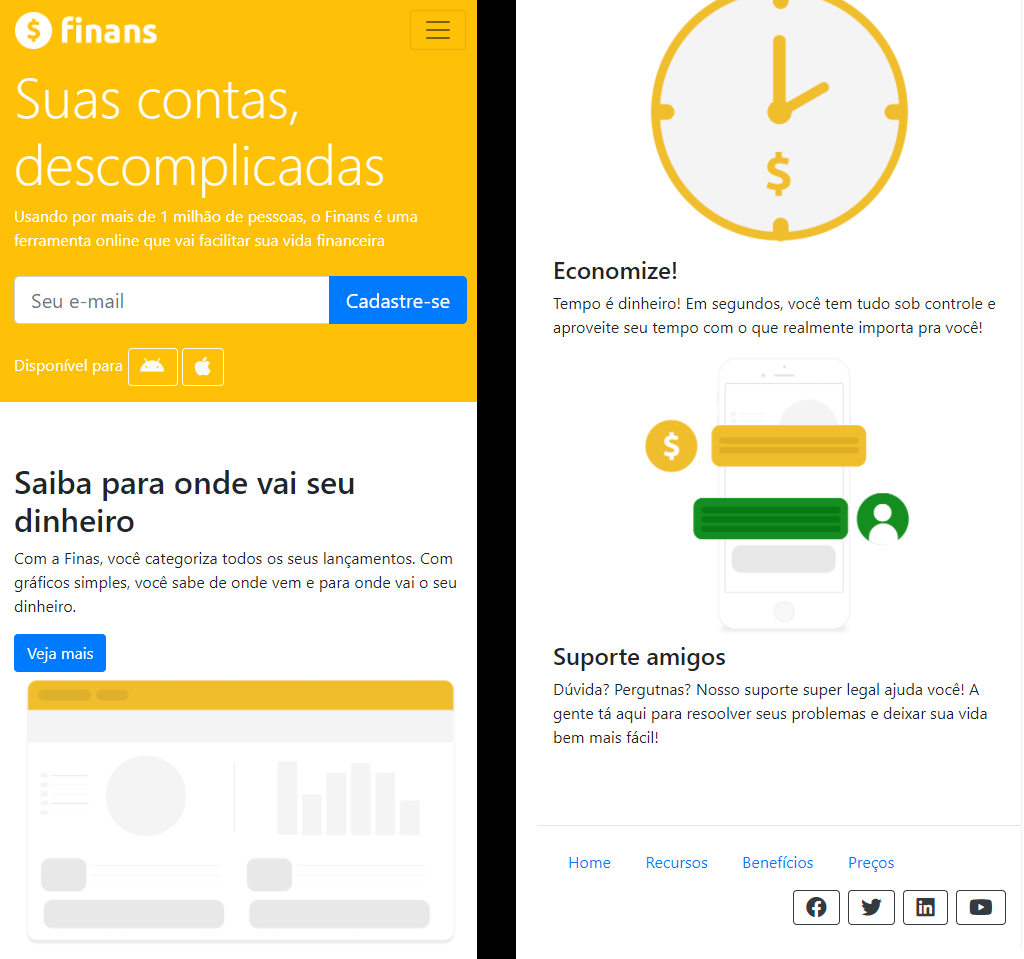 finans
Suas contas,
descomplicadas
Usando por mais de 1 milhão de pessoas, o Finans é uma
ferramenta online que vai facilitar sua vida financeira
Seu e-mail
Cadastre-se
Disponível para
Saiba para onde vai seu
dinheiro
Com a Finas, você categoriza todos os seus lançamentos. Com
gráficos simples, você sabe de onde vem e para onde vai o seu
dinheiro.
Veja mais
Economize!
Tempo é dinheiro! Em segundos, você tem tudo sob controle e
aproveite seu tempo com o que realmente importa pra você!
Suporte amigos
Dúvida? Pergutnas? Nosso suporte super legal ajuda você! A
gente tá aqui para resoolver seus problemas e deixar sua vida
bem mais fácil!
Home Recursos Benefícios Preços